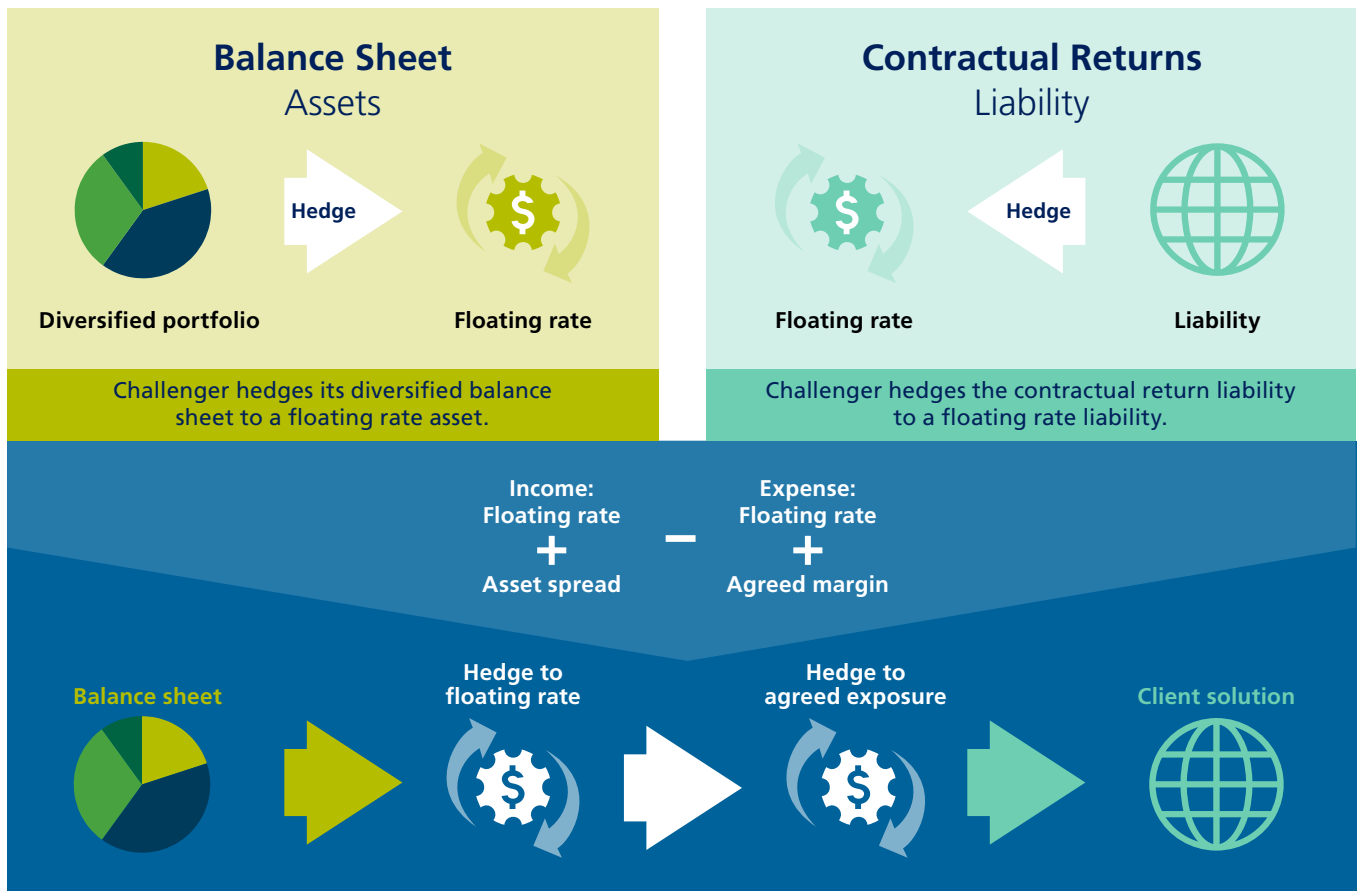 Balance Sheet
Assets
Hedge
$
Diversified portfolio
Floating rate
Challenger hedges its diversified balance
sheet to a floating rate asset.
Contractual Returns
Liability
$
Hedge
Floating rate
Liability
Challenger hedges the contractual return liability
to a floating rate liability.
Income:
Floating rate
+
Asset spread
−
Expense:
Floating rate
+
Agreed margin
Balance sheet
Hedge to
floating rate
$
Hedge to
agreed exposure
$
Client solution